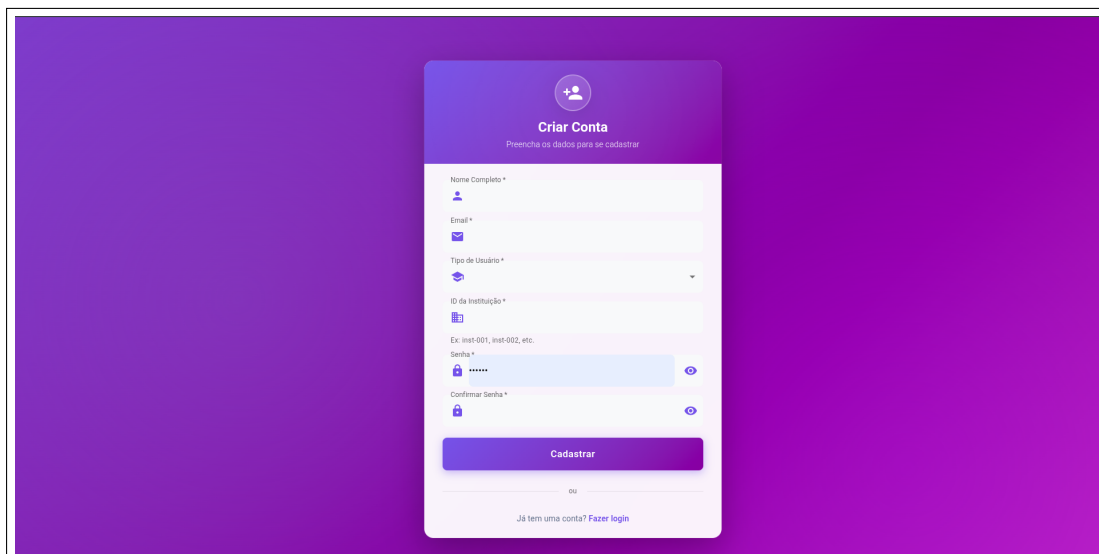 Criar Conta
Preencha os dados para se cadastrar
Nome Completo *
Email *
Tipo de Usuário *
ID da Instituição *
Ex: inst-001, inst-002, etc.
Senha *
••••••
Confirmar Senha *
Cadastrar
ou
Já tem uma conta? Fazer login